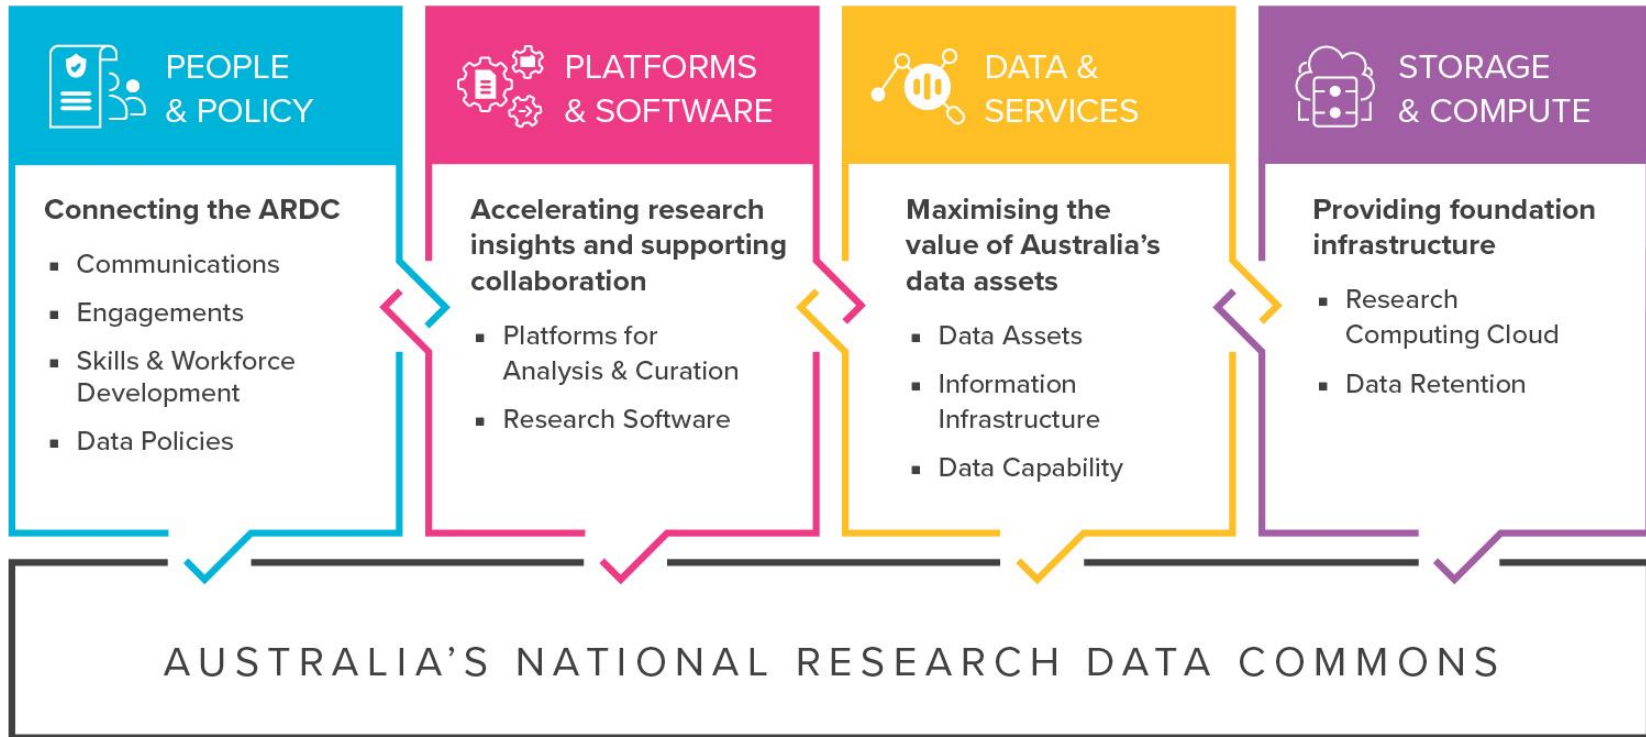 PEOPLE
& POLICY
Connecting the ARDC
▪ Communications
▪ Engagements
▪ Skills & Workforce
Development
▪ Data Policies
PLATFORMS
& SOFTWARE
Accelerating research
insights and supporting
collaboration
▪ Platforms for
Analysis & Curation
▪ Research Software
DATA &
SERVICES
Maximising the
value of Australia’s
data assets
▪ Data Assets
▪ Information
Infrastructure
▪ Data Capability
STORAGE
& COMPUTE
Providing foundation
infrastructure
▪ Research
Computing Cloud
▪ Data Retention
AUSTRALIA’S NATIONAL RESEARCH DATA COMMONS